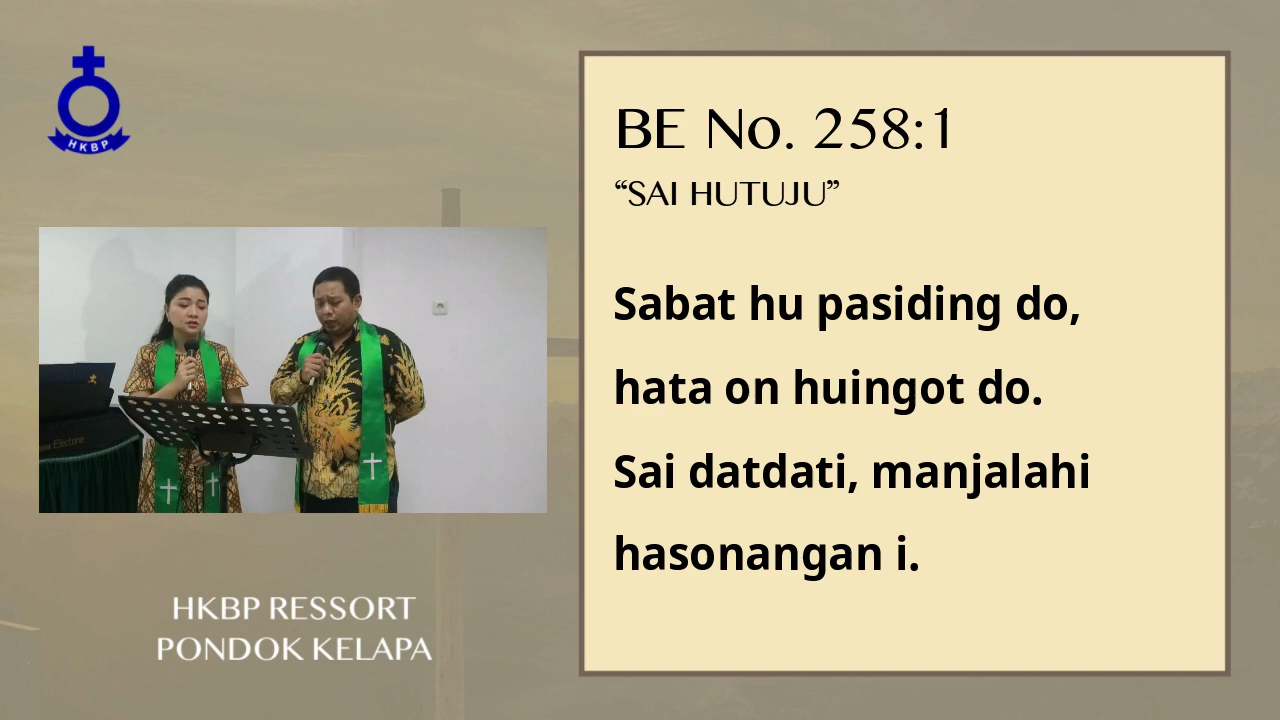 HKBP
BE No. 258:1
“SAI HUTUJU”
Sabat hu pasiding do,
hata on huingot do.
Sai datdati, manjalahi
hasonangan i.
Electone
HKBP RESSORT
PONDOK KELAPA